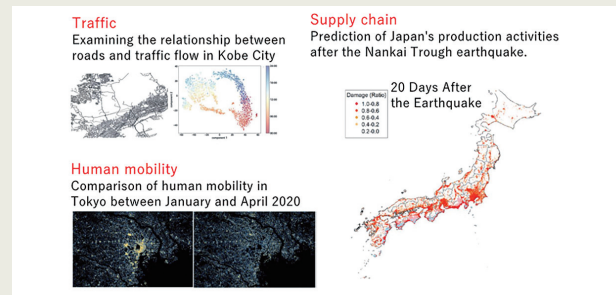 Traffic
Examining the relationship between
roads and traffic flow in Kobe City
component 1
Human mobility
Comparison of human mobility in
Tokyo between January and April 2020
Supply chain
Prediction of Japan's production activities
after the Nankai Trough earthquake.
20 Days After
the Earthquake
Damage (Ratio)
1.0-0.8
0.8-0.6
0.6-0.4
0.4-0.2
0.2-0.0